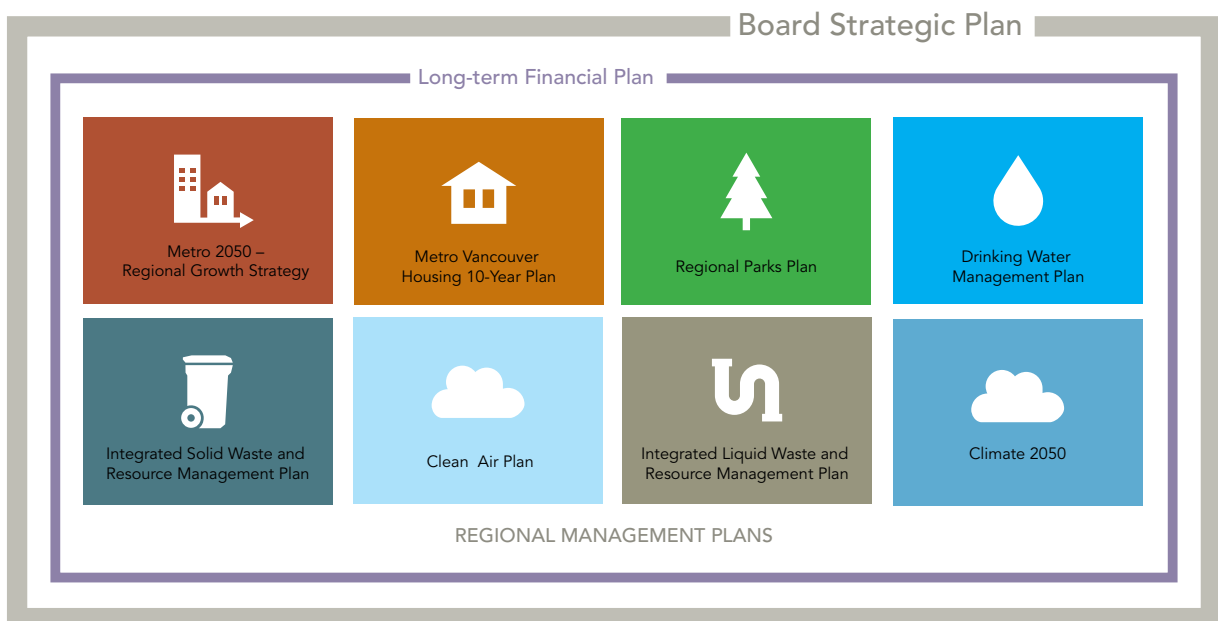 Board Strategic Plan
Long-term Financial Plan
Metro 2050 –
Regional Growth Strategy
Metro Vancouver
Housing 10-Year Plan
Regional Parks Plan
Drinking Water
Management Plan
Integrated Solid Waste and
Resource Management Plan
Clean Air Plan
Integrated Liquid Waste and
Resource Management Plan
Climate 2050
REGIONAL MANAGEMENT PLANS